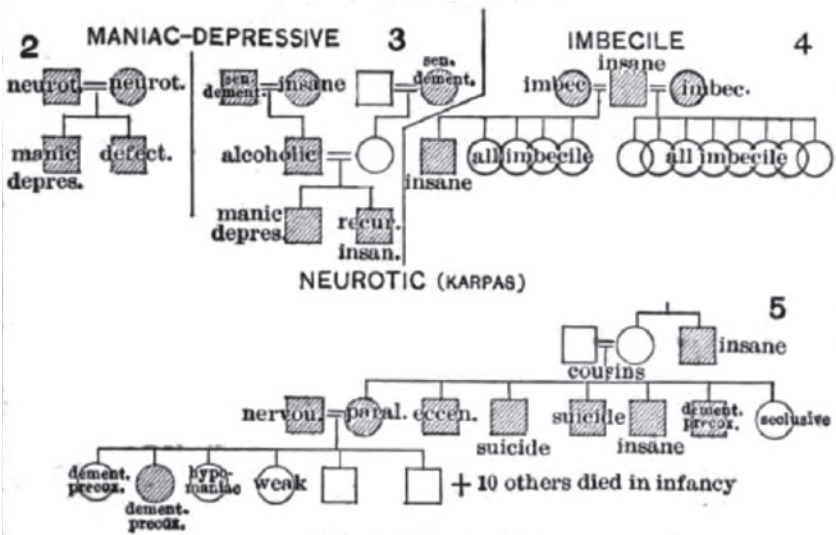 MANIAC-DEPRESSIVE
2
neurot. neurot.
manic depres.
defect.
3
sen. dement.
insane
sen. dement.
alcoholic
manic depres.
recur. insan.
IMBECILE
4
imbec.
insane
imbec.
insane
all imbecile
all imbecile
NEUROTIC (KARPAS)
5
insane
cousins
nervou. paral. eccen.
suicide
suicide
insane
dement. precox.
seclusive
dement. precox.
dement. precox.
hypo-
maniac
weak
+ 10 others died in infancy